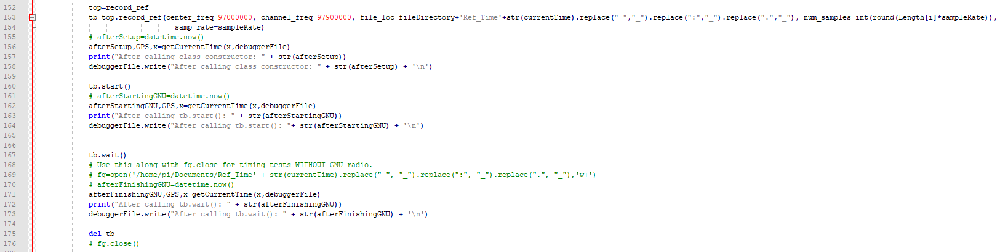 152 top=record_ref
153 tb=top.record_ref(center_freq=97000000, channel_freq=97900000, file_loc=fileDirectory+'Ref_Time'+str(currentTime).replace(" ","_").replace(":","_").replace(".","_"), num_samples=int(round(Length[i]*sampleRate)),
154 samp_rate=sampleRate)
155 # afterSetup=datetime.now()
156 afterSetup,GPS,x=getCurrentTime(x,debuggerFile)
157 print("After calling class constructor: " + str(afterSetup))
158 debuggerFile.write("After calling class constructor: " + str(afterSetup) + '\n')
159
160 tb.start()
161 # afterStartingGNU=datetime.now()
162 afterStartingGNU,GPS,x=getCurrentTime(x,debuggerFile)
163 print("After calling tb.start(): " + str(afterStartingGNU))
164 debuggerFile.write("After calling tb.start(): "+ str(afterStartingGNU) + '\n')
165
166
167 tb.wait()
168 # Use this along with fg.close for timing tests WITHOUT GNU radio.
169 # fg=open('/home/pi/Documents/Ref_Time' + str(currentTime).replace(" ", "_").replace(":", "_").replace(".", "_"),'w+')
170 # afterFinishingGNU=datetime.now()
171 afterFinishingGNU,GPS,x=getCurrentTime(x,debuggerFile)
172 print("After calling tb.wait(): " + str(afterFinishingGNU))
173 debuggerFile.write("After calling tb.wait(): " + str(afterFinishingGNU) + '\n')
174
175 del tb
176 # fg.close()